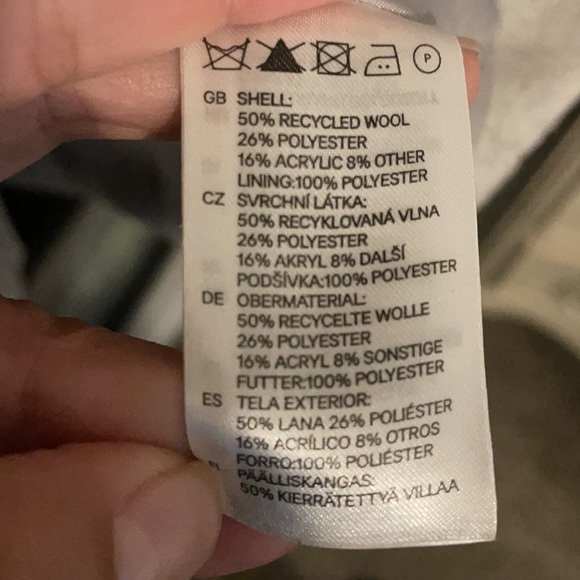 P
GB SHELL:
50% RECYCLED WOOL
26% POLYESTER
16% ACRYLIC 8% OTHER
LINING:100% POLYESTER
CZ SVRCHNÍ LÁTKA:
50% RECYKLOVANÁ VLNA
26% POLYESTER
16% AKRYL 8% DALŠÍ
PODŠÍVKA:100% POLYESTER
DE OBERMATERIAL:
50% RECYCELTE WOLLE
26% POLYESTER
16% ACRYL 8% SONSTIGE
FUTTER:100% POLYESTER
ES TELA EXTERIOR:
50% LANA 26% POLIÉSTER
16% ACRÍLICO 8% OTROS
FORRO:100% POLIÉSTER
PÄÄLLISKANGAS:
50% KIERRÄTETTYÄ VILLAA